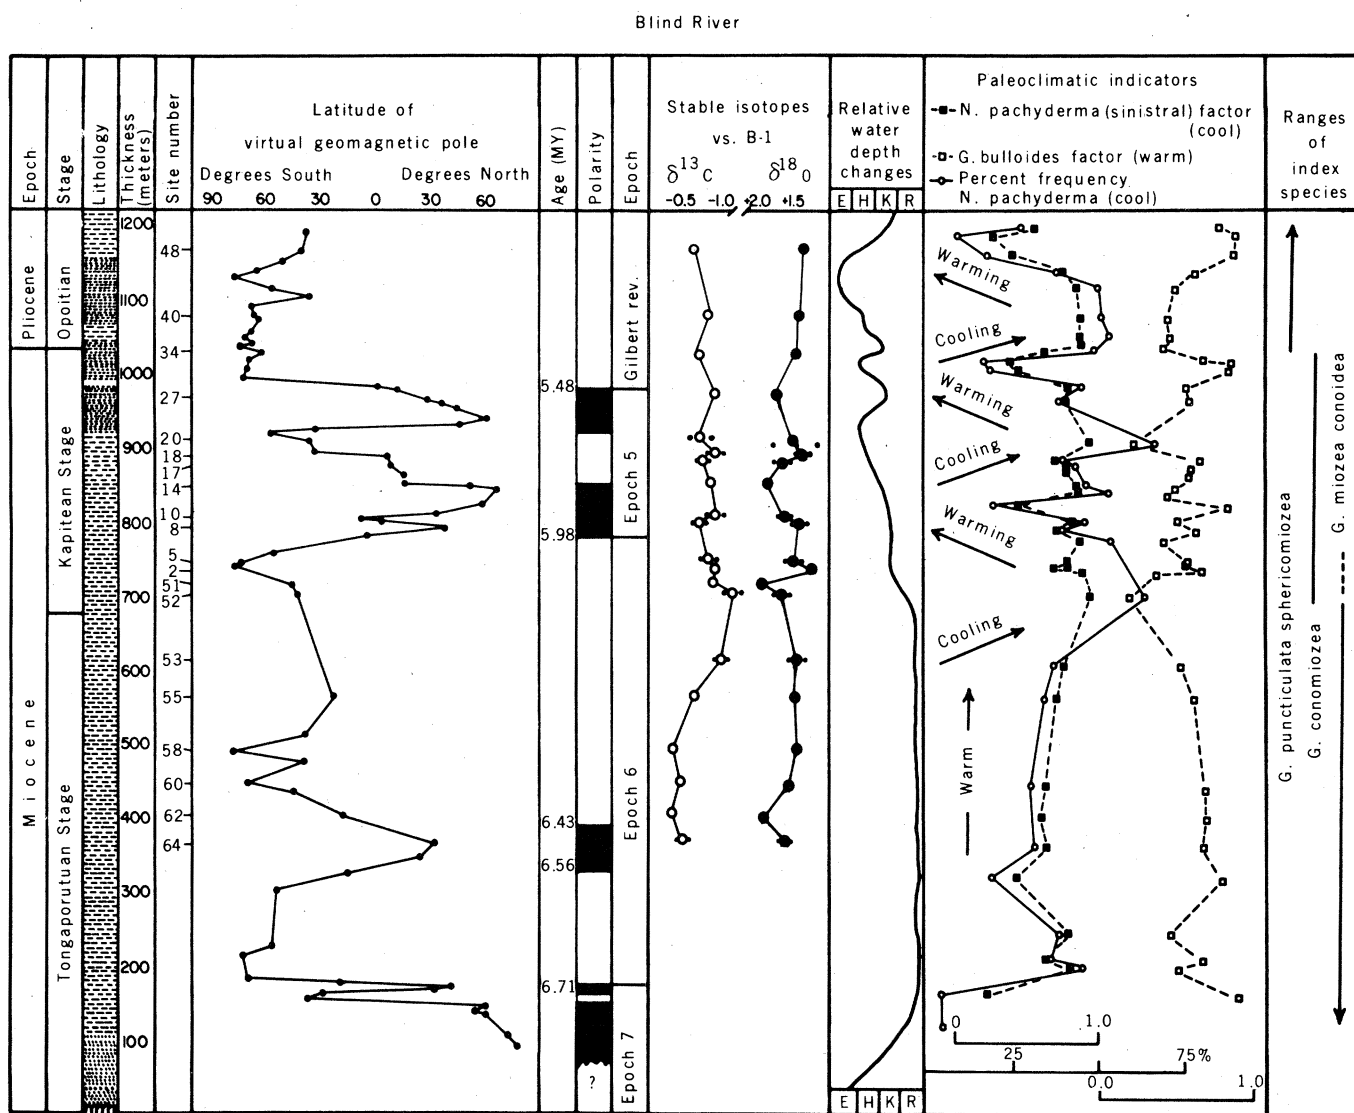 Blind River
Epoch
Stage
Lithology
Thickness
(meters)
Site number
Latitude of
virtual geomagnetic pole
Degrees South
Degrees North
90 60 30 0 30 60
Age (MY)
Polarity
Epoch
Stable isotopes
vs. B-1
δ13C
δ18O
-0.5 -1.0 +2.0 +1.5
Relative
water
depth
changes
E H K R
Paleoclimatic indicators
N. pachyderma (sinistral) factor
(cool)
G. bulloides factor (warm)
Percent frequency
N. pachyderma (cool)
Ranges
of
index
species
Pliocene
Miocene
Opoitian
Kapitean Stage
Tongaporutuan Stage
1200
1100
1000
900
800
700
600
500
400
300
200
100
48
40
34
27
20
18
17
14
10
8
5
2
51
52
53
55
58
60
62
64
5.48
5.98
6.43
6.56
6.71
?
Gilbert rev.
Epoch 5
Epoch 6
Epoch 7
E H K R
Warming
Cooling
Warming
Cooling
Warming
Cooling
Warm
0 1.0
25 75%
0.0 1.0
G. puncticulata sphericomiozea
G. conomiozea
G. miozea conoidea